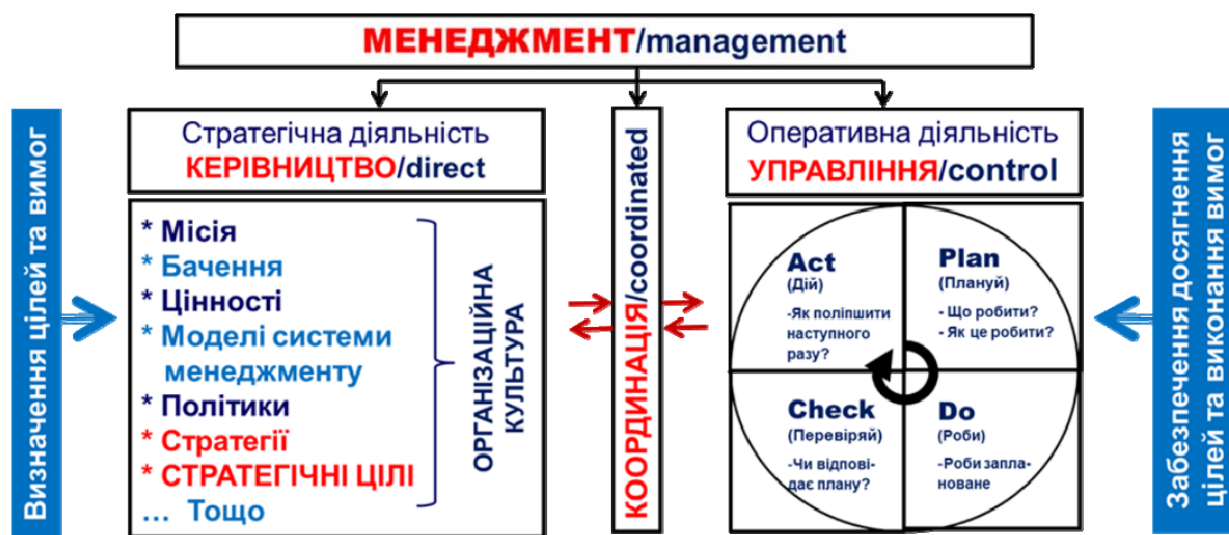 МЕНЕДЖМЕНТ/management
Визначення цілей та вимог
Стратегічна діяльність
КЕРІВНИЦТВО/direct
* Місія
* Бачення
* Цінності
* Моделі системи
менеджменту
* Політики
* Стратегії
* СТРАТЕГІЧНІ ЦІЛІ
... Тощо
ОРГАНІЗАЦІЙНА
КУЛЬТУРА
КООРДИНАЦІЯ/coordinated
Оперативна діяльність
УПРАВЛІННЯ/control
Act
(Дій)
-Як поліпшити
наступного
разу?
Plan
(Плануй)
- Що робити?
- Як це робити?
Check
(Перевіряй)
-Чи відпові-
дає плану?
Do
(Роби)
-Роби запла-
новане
Забезпечення досягнення
цілей та виконання вимог